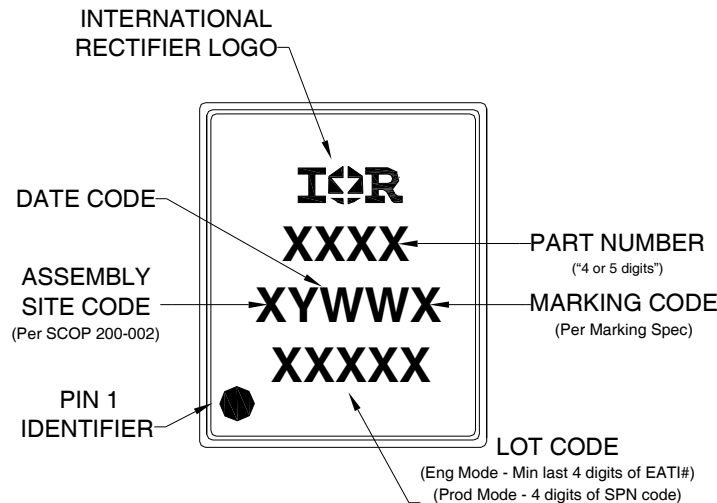 INTERNATIONAL
RECTIFIER LOGO
IOR
DATE CODE
XXXX
PART NUMBER
(“4 or 5 digits”)
ASSEMBLY
SITE CODE
(Per SCOP 200-002)
XYWWX
MARKING CODE
(Per Marking Spec)
XXXXX
PIN 1
IDENTIFIER
LOT CODE
(Eng Mode - Min last 4 digits of EATI#)
(Prod Mode - 4 digits of SPN code)